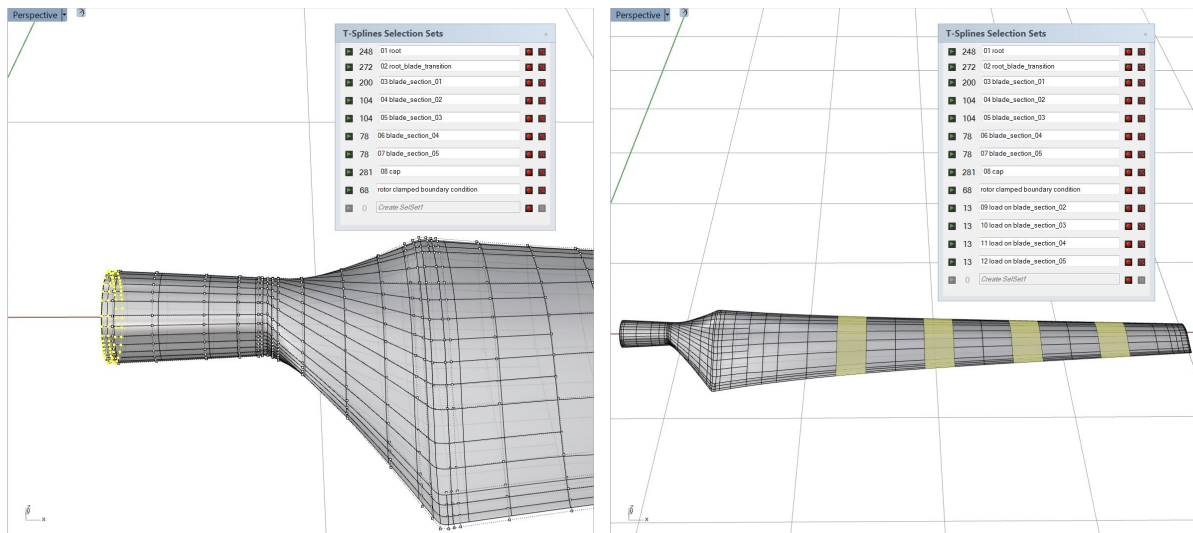 Perspective
T-Splines Selection Sets
248 01 root
272 02 root_blade_transition
200 03 blade_section_01
104 04 blade_section_02
104 05 blade_section_03
78 06 blade_section_04
78 07 blade_section_05
281 08 cap
68 rotor clamped boundary condition
0 Create SelSet1
z
x
Perspective
T-Splines Selection Sets
248 01 root
272 02 root_blade_transition
200 03 blade_section_01
104 04 blade_section_02
104 05 blade_section_03
78 06 blade_section_04
78 07 blade_section_05
281 08 cap
68 rotor clamped boundary condition
13 09 load on blade_section_02
13 10 load on blade_section_03
13 11 load on blade_section_04
13 12 load on blade_section_05
0 Create SelSet1
z
x